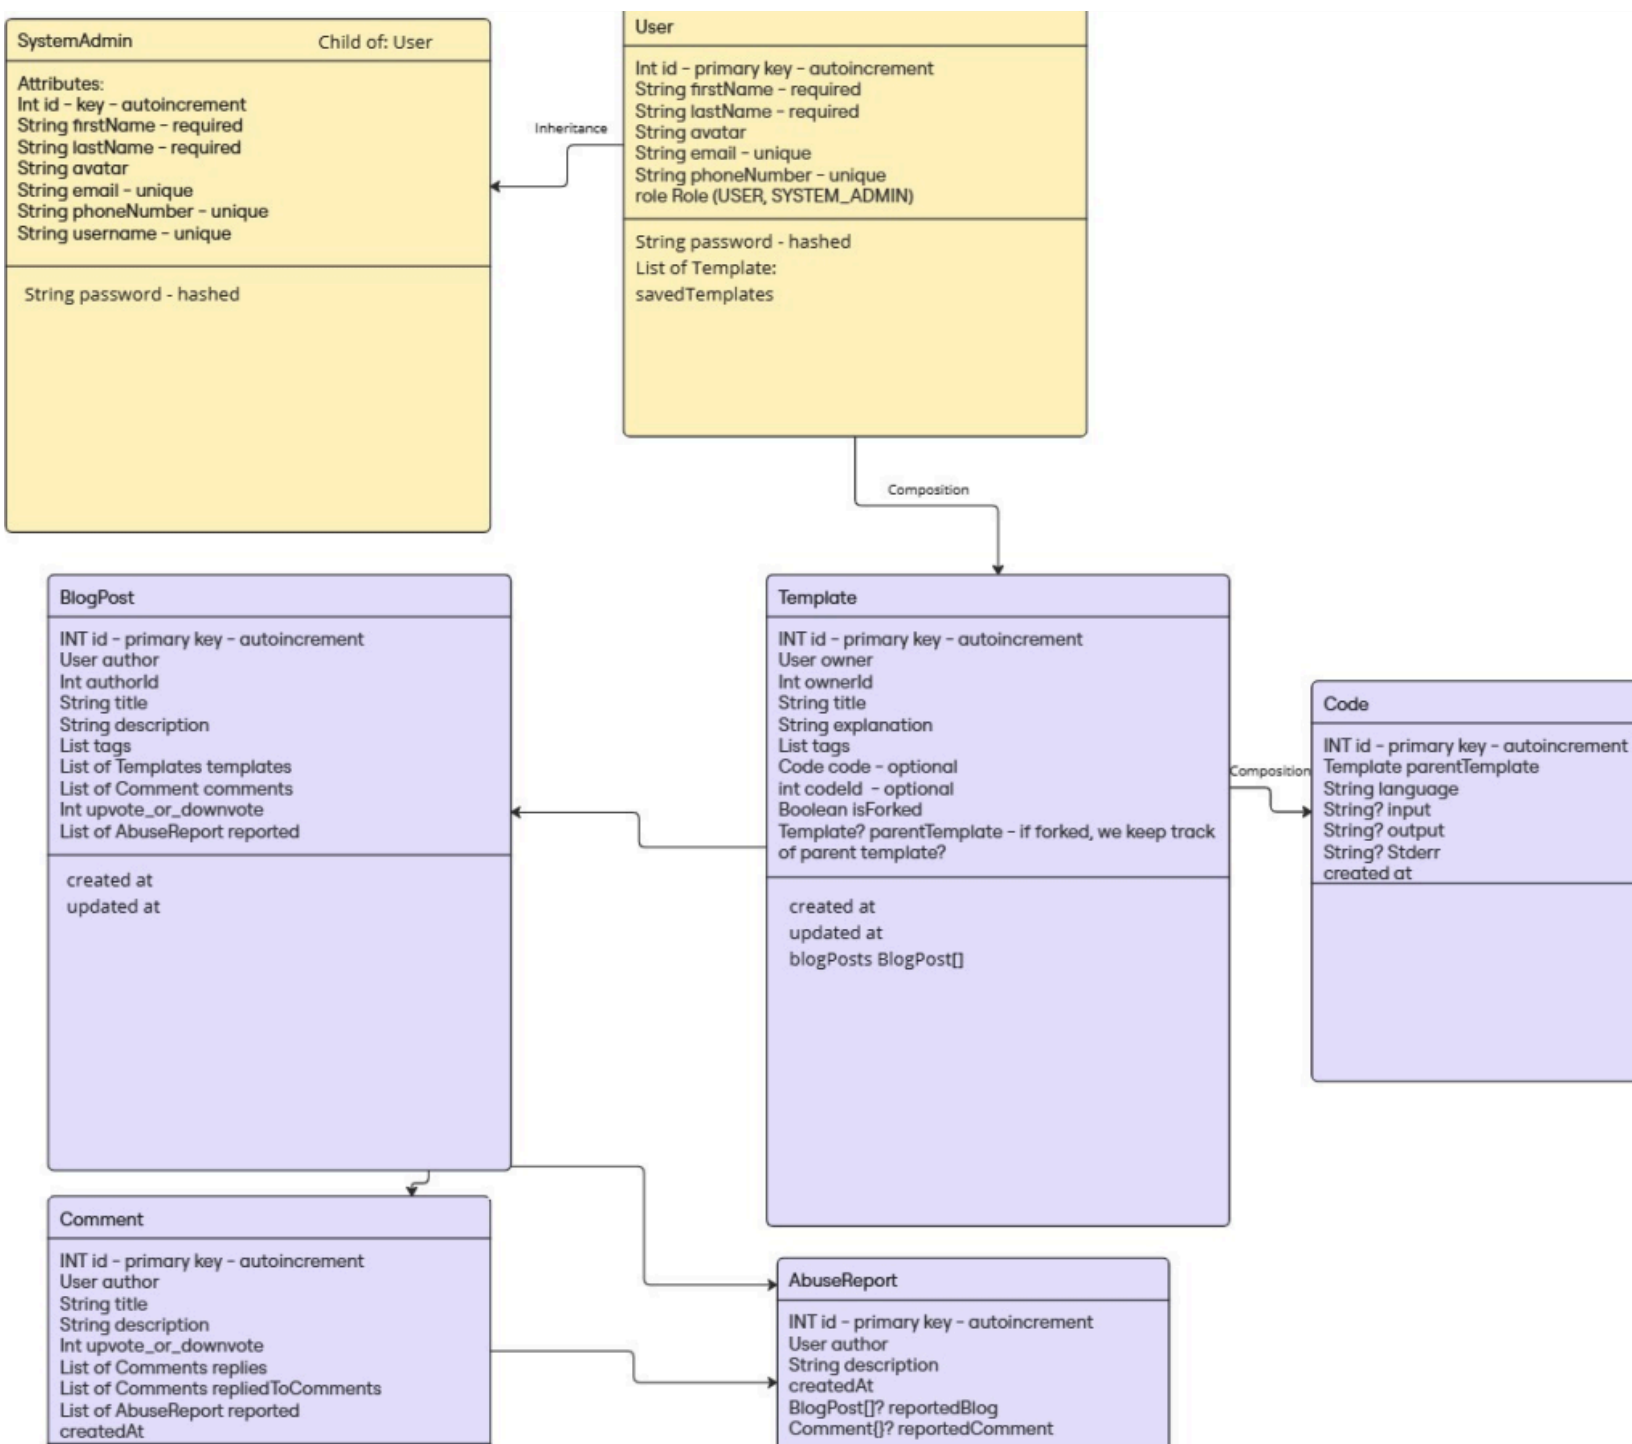 SystemAdmin
Child of: User
Attributes:
Int id - key - autoincrement
String firstName - required
String lastName - required
String avatar
String email - unique
String phoneNumber - unique
String username - unique
String password - hashed
Inheritance
User
Int id - primary key - autoincrement
String firstName - required
String lastName - required
String avatar
String email - unique
String phoneNumber - unique
role Role (USER, SYSTEM_ADMIN)
String password - hashed
List of Template:
savedTemplates
Composition
BlogPost
INT id - primary key - autoincrement
User author
Int authorId
String title
String description
List tags
List of Templates templates
List of Comment comments
Int upvote_or_downvote
List of AbuseReport reported
created at
updated at
Template
INT id - primary key - autoincrement
User owner
Int ownerId
String title
String explanation
List tags
Code code - optional
int codeId - optional
Boolean isForked
Template? parentTemplate - if forked, we keep track
of parent template?
created at
updated at
blogPosts BlogPost[]
Composition
Code
INT id - primary key - autoincrement
Template parentTemplate
String language
String? input
String? output
String? Stderr
created at
Comment
INT id - primary key - autoincrement
User author
String title
String description
Int upvote_or_downvote
List of Comments replies
List of Comments repliedToComments
List of AbuseReport reported
createdAt
AbuseReport
INT id - primary key - autoincrement
User author
String description
createdAt
BlogPost[]? reportedBlog
Comment{}? reportedComment